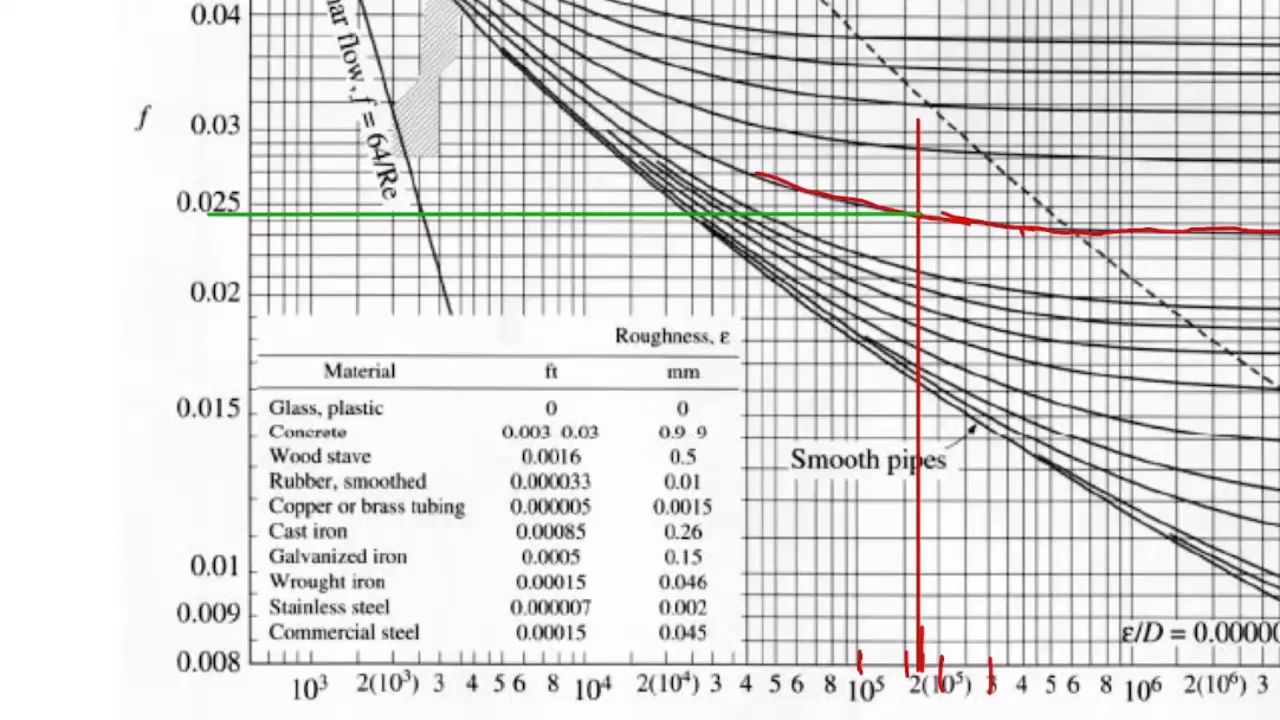 0.04
nar flow, f = 64/Re
f
0.03
0.025
0.02
0.015
0.01
0.009
0.008
Roughness, ε
Material ft mm
Glass, plastic 0 0
Concrete 0.003 0.03 0.9 9
Wood stave 0.0016 0.5
Rubber, smoothed 0.000033 0.01
Copper or brass tubing 0.000005 0.0015
Cast iron 0.00085 0.26
Galvanized iron 0.0005 0.15
Wrought iron 0.00015 0.046
Stainless steel 0.000007 0.002
Commercial steel 0.00015 0.045
Smooth pipes
ε/D = 0.00000
10³ 2(10³) 3 4 5 6 8 10⁴ 2(10⁴) 3 4 5 6 8 10⁵ 2(10⁵) 3 4 5 6 8 10⁶ 2(10⁶) 3